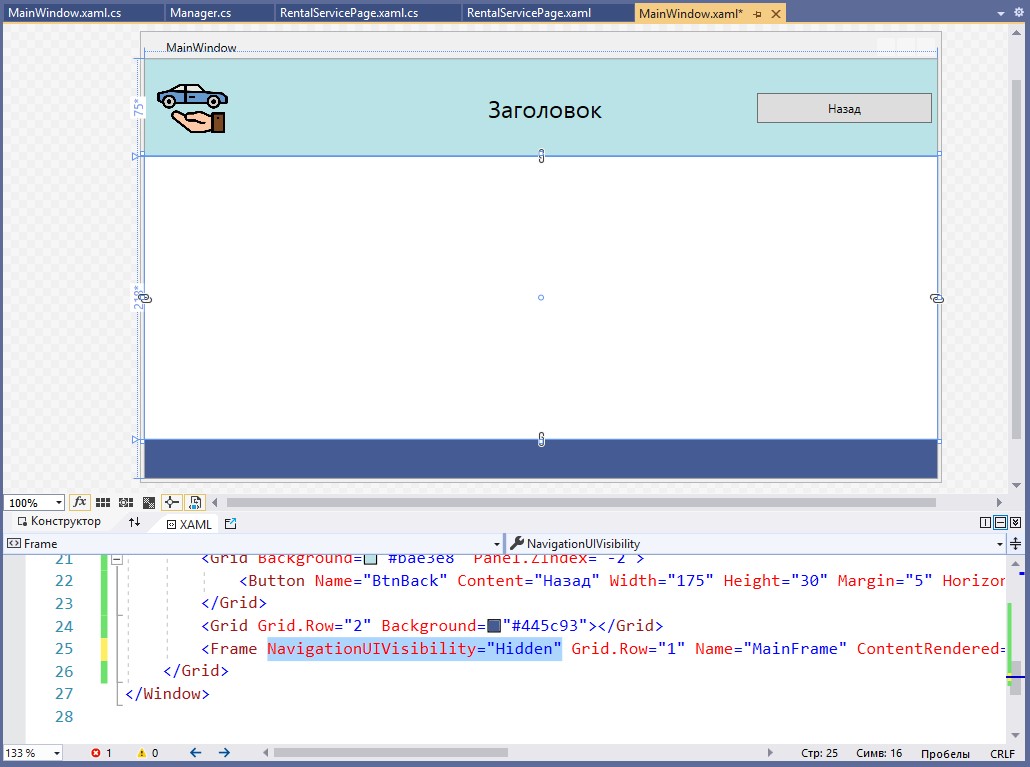 MainWindow.xaml.cs Manager.cs RentalServicePage.xaml.cs RentalServicePage.xaml MainWindow.xaml*
MainWindow
75*
Заголовок
Назад
218*
100% fx
Конструктор XAML
Frame NavigationUIVisibility
21 <Grid Background="#bae3e8" Panel.ZIndex="-2">
22 <Button Name="BtnBack" Content="Назад" Width="175" Height="30" Margin="5" Horizon
23 </Grid>
24 <Grid Grid.Row="2" Background="#445c93"></Grid>
25 <Frame NavigationUIVisibility="Hidden" Grid.Row="1" Name="MainFrame" ContentRendered=
26 </Grid>
27 </Window>
28
133 % 1 0 Стр: 25 Симв: 16 Пробелы CRLF